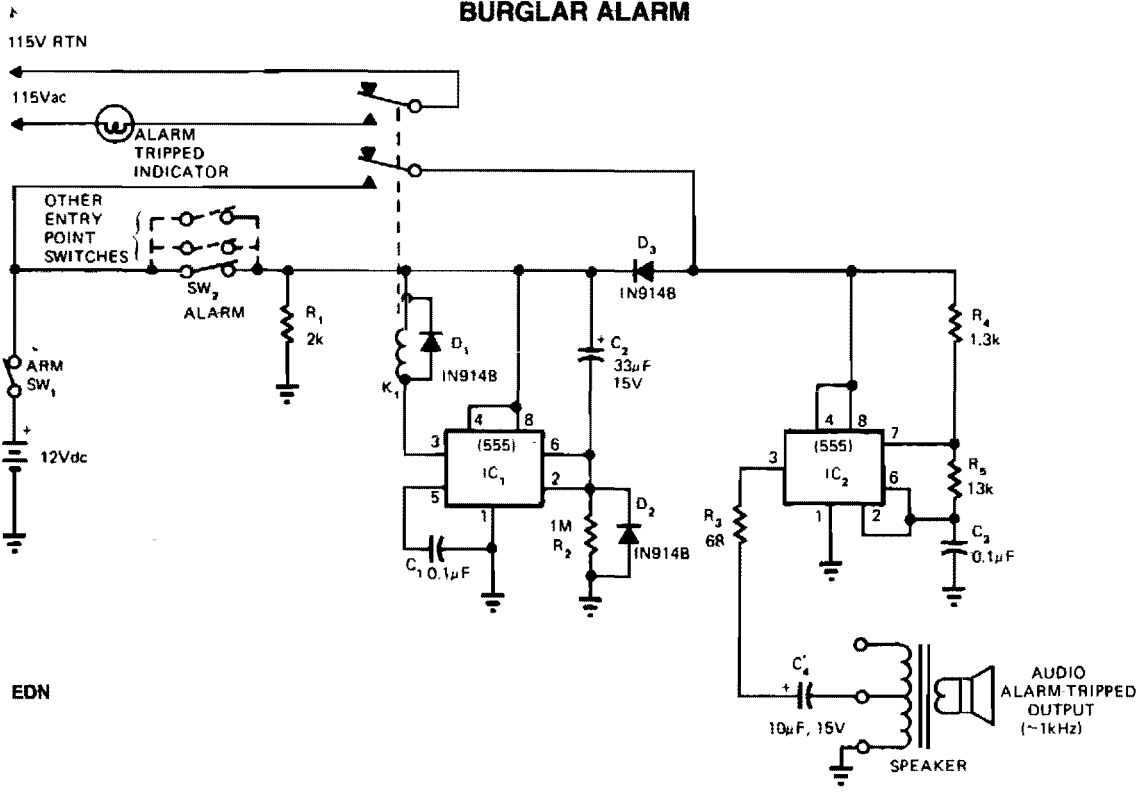 BURGLAR ALARM
115V RTN
115Vac
ALARM
TRIPPED
INDICATOR
OTHER
ENTRY
POINT
SWITCHES
SW2
ALARM
R1
2k
D3
IN914B
R4
1.3k
ARM
SW1
+
12Vdc
K1
D1
IN914B
+
C2
33µF
15V
4
8
(555)
IC1
3
5
6
2
1
C1 0.1µF
1M
R2
D2
IN914B
4
8
(555)
IC2
3
7
6
1
2
R5
13k
R3
68
C3
0.1µF
C4
+
10µF, 15V
AUDIO
ALARM-TRIPPED
OUTPUT
(~1kHz)
SPEAKER
EDN